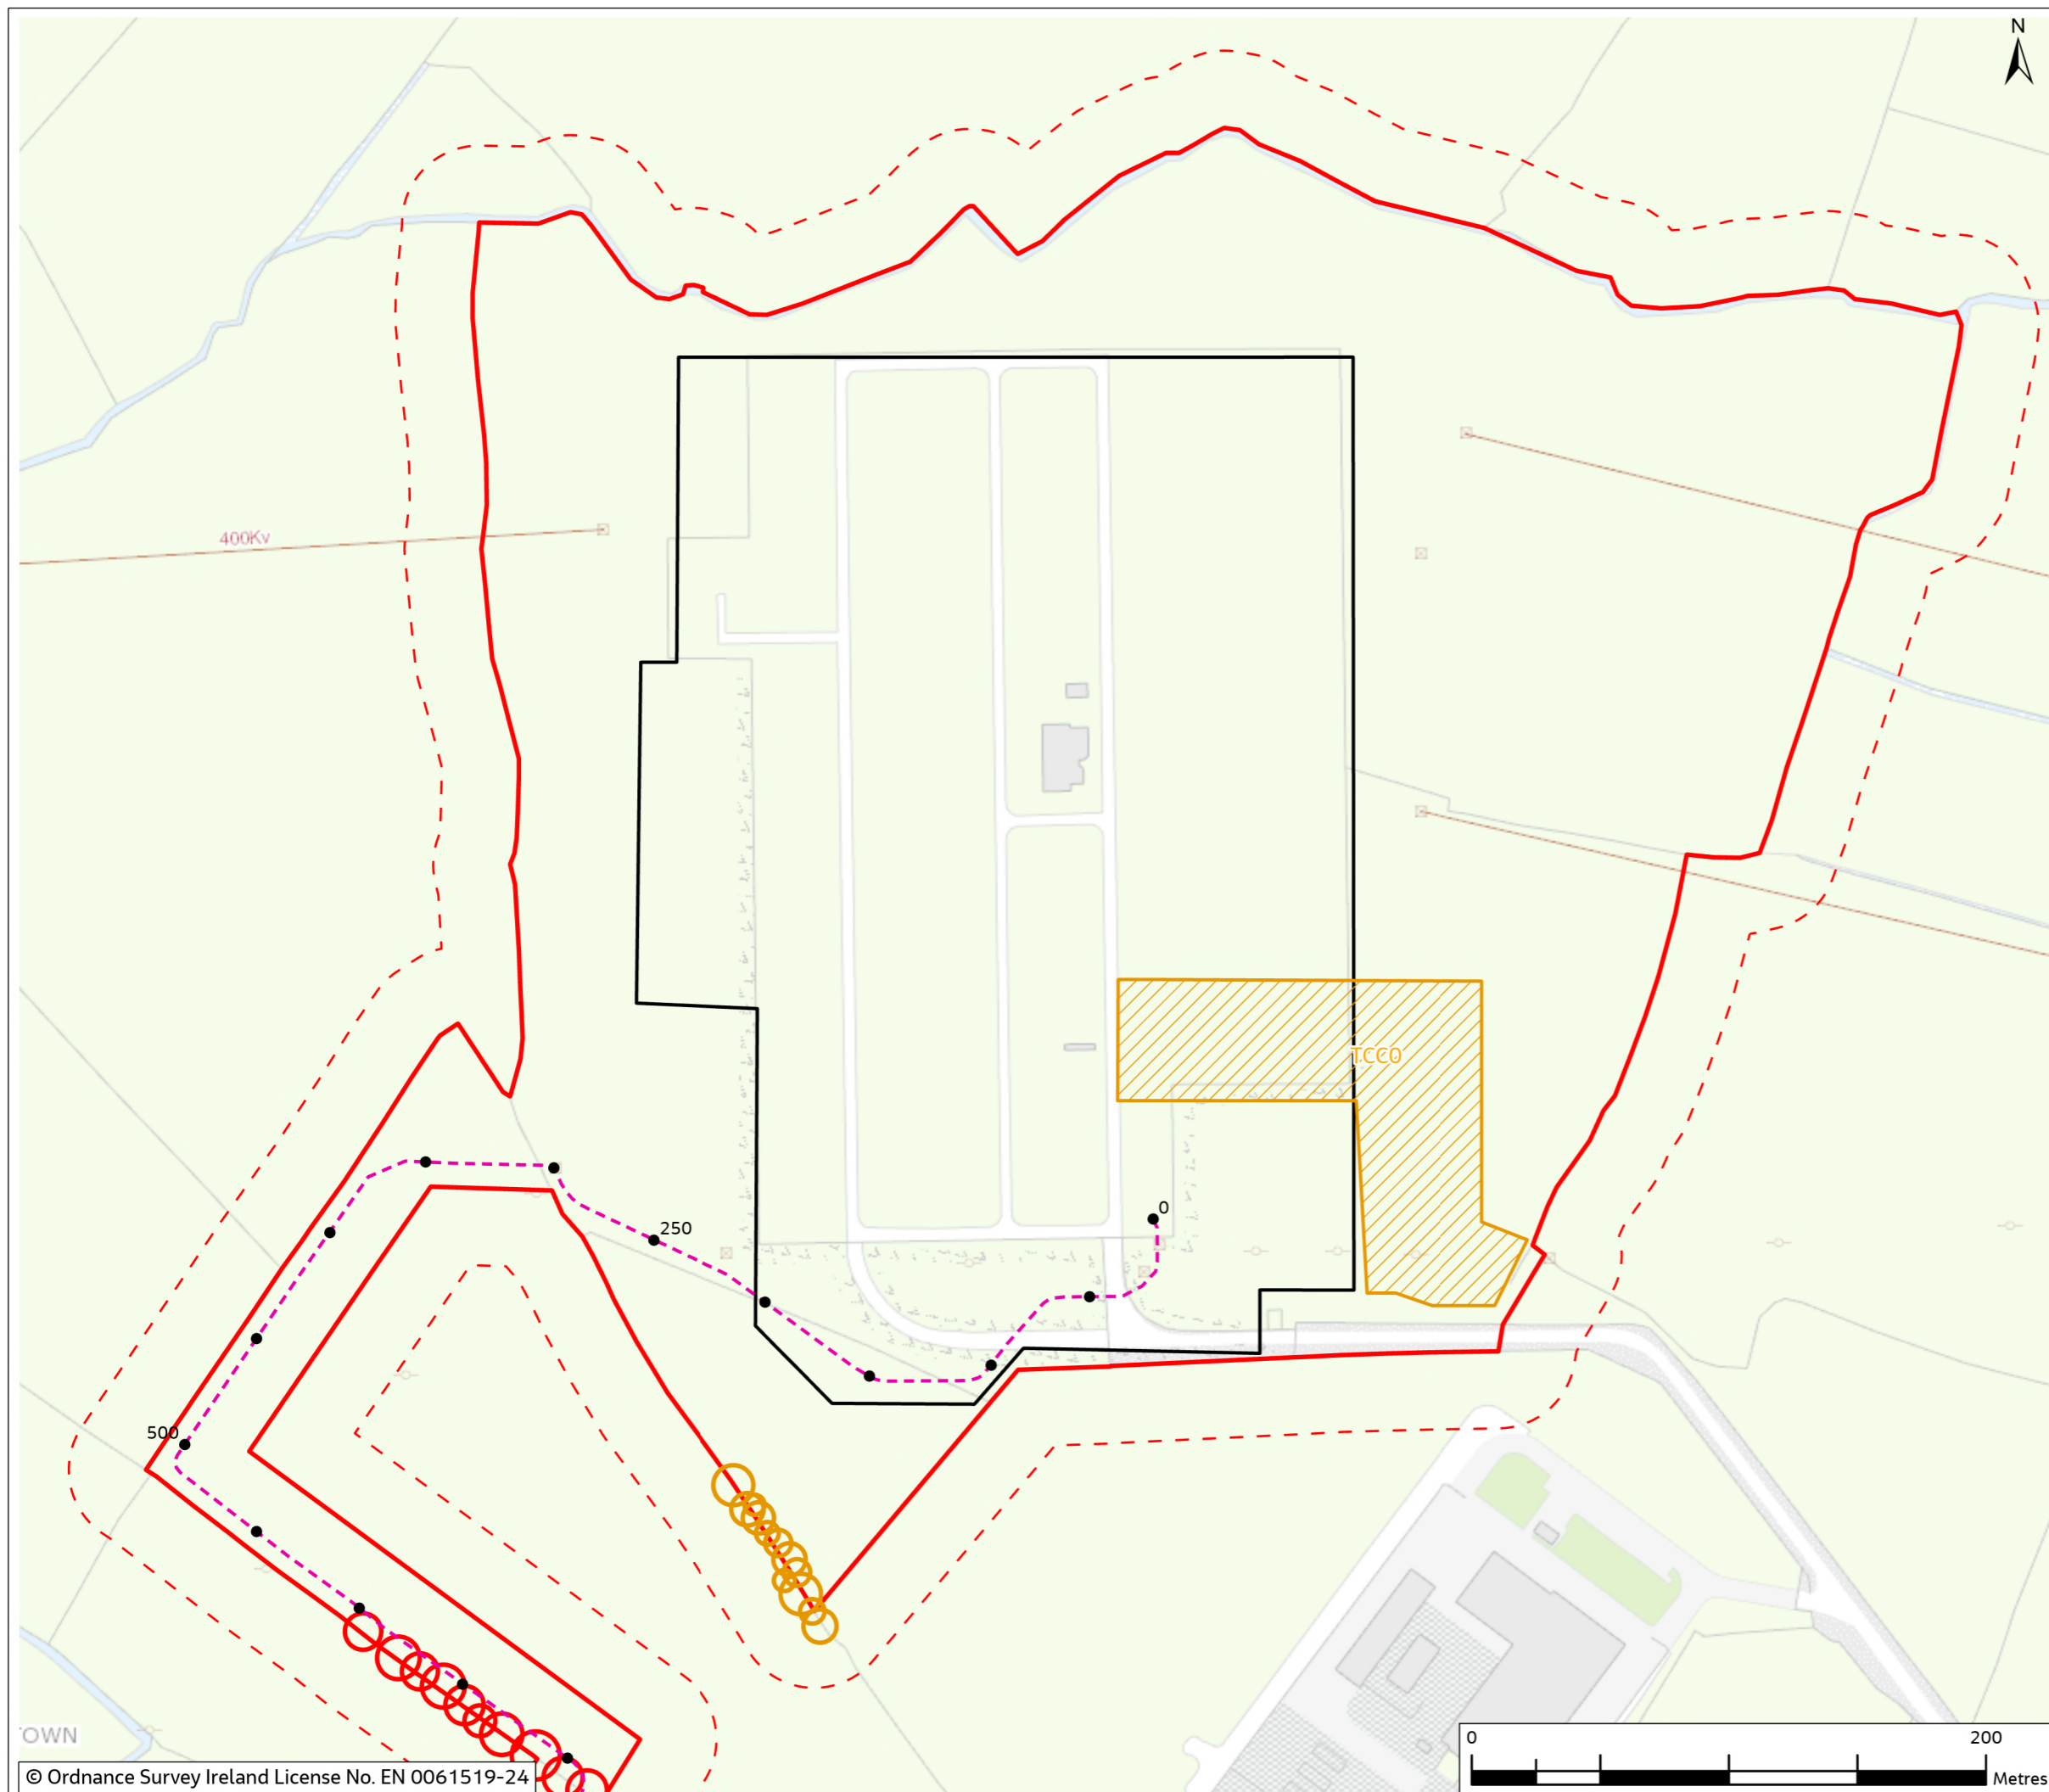 N
400Kv
TCC0
0
250
500
OWN
0 200
Metres
© Ordnance Survey Ireland License No. EN 0061519-24